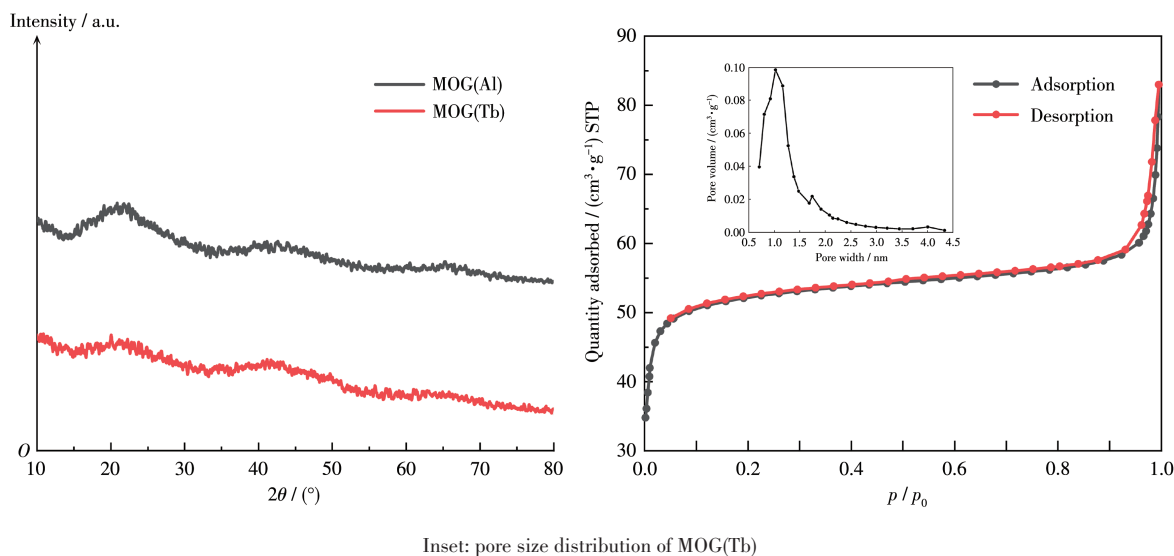 Intensity / a.u.
MOG(Al)
MOG(Tb)
O
10 20 30 40 50 60 70 80
2θ / (°)
Quantity adsorbed / (cm³·g⁻¹) STP
90
80
70
60
50
40
30
0.0 0.2 0.4 0.6 0.8 1.0
p / p₀
Adsorption
Desorption
Pore volume / (cm³·g⁻¹)
0.10
0.08
0.06
0.04
0.02
0.00
0.5 1.0 1.5 2.0 2.5 3.0 3.5 4.0 4.5
Pore width / nm
Inset: pore size distribution of MOG(Tb)